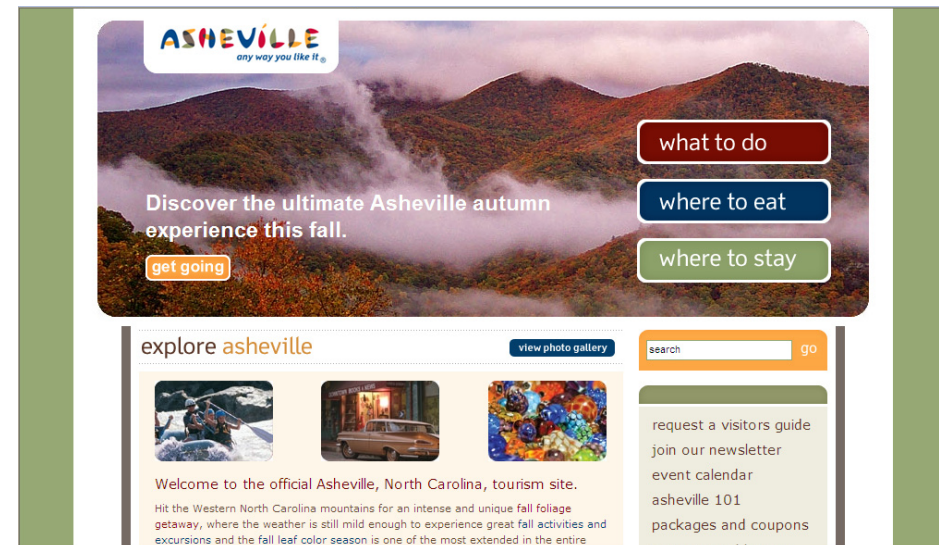 ASHEVILLE
any way you like it ®
what to do
where to eat
where to stay
Discover the ultimate Asheville autumn
experience this fall.
get going
explore asheville
view photo gallery
search
go
Welcome to the official Asheville, North Carolina, tourism site.
Hit the Western North Carolina mountains for an intense and unique fall foliage
getaway, where the weather is still mild enough to experience great fall activities and
excursions and the fall leaf color season is one of the most extended in the entire
request a visitors guide
join our newsletter
event calendar
asheville 101
packages and coupons